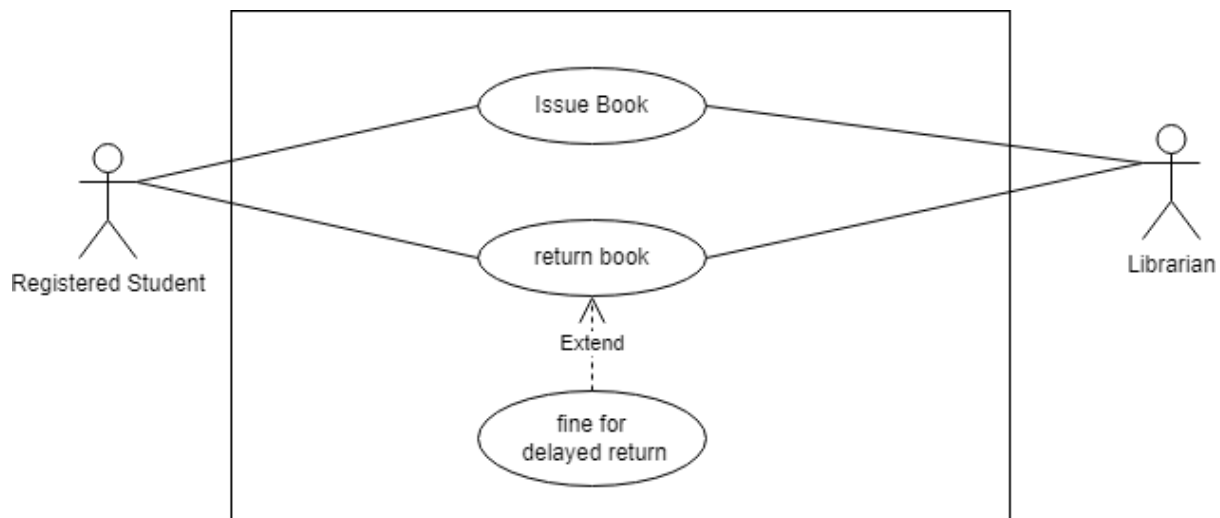 Issue Book
return book
Registered Student
Librarian
Extend
fine for
delayed return